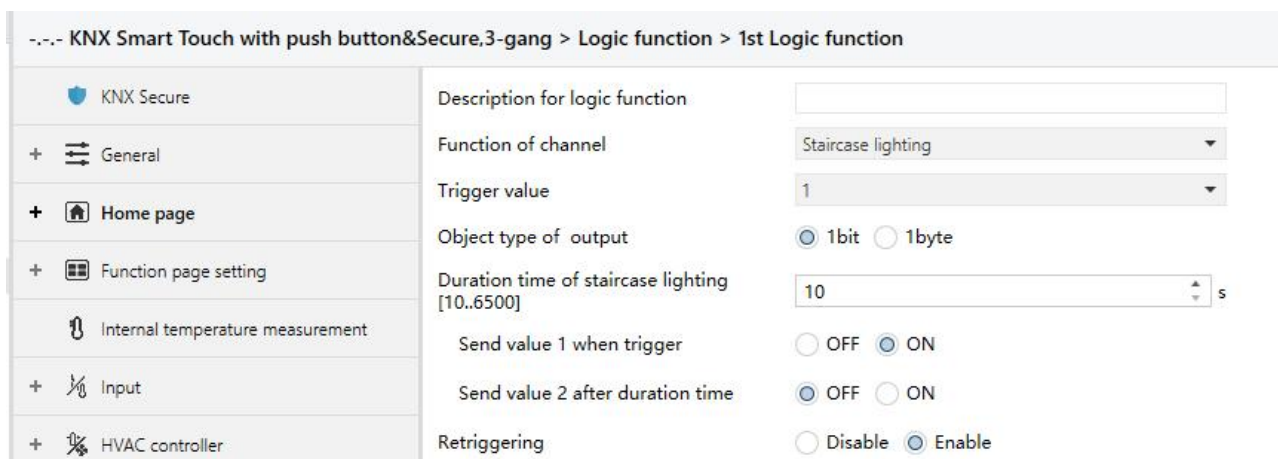 -.-.- KNX Smart Touch with push button&Secure,3-gang > Logic function > 1st Logic function
KNX Secure
+ General
+ Home page
+ Function page setting
Internal temperature measurement
+ Input
+ HVAC controller
Description for logic function
Function of channel Staircase lighting
Trigger value 1
Object type of output 1bit 1byte
Duration time of staircase lighting
[10..6500] 10 s
Send value 1 when trigger OFF ON
Send value 2 after duration time OFF ON
Retriggering Disable Enable